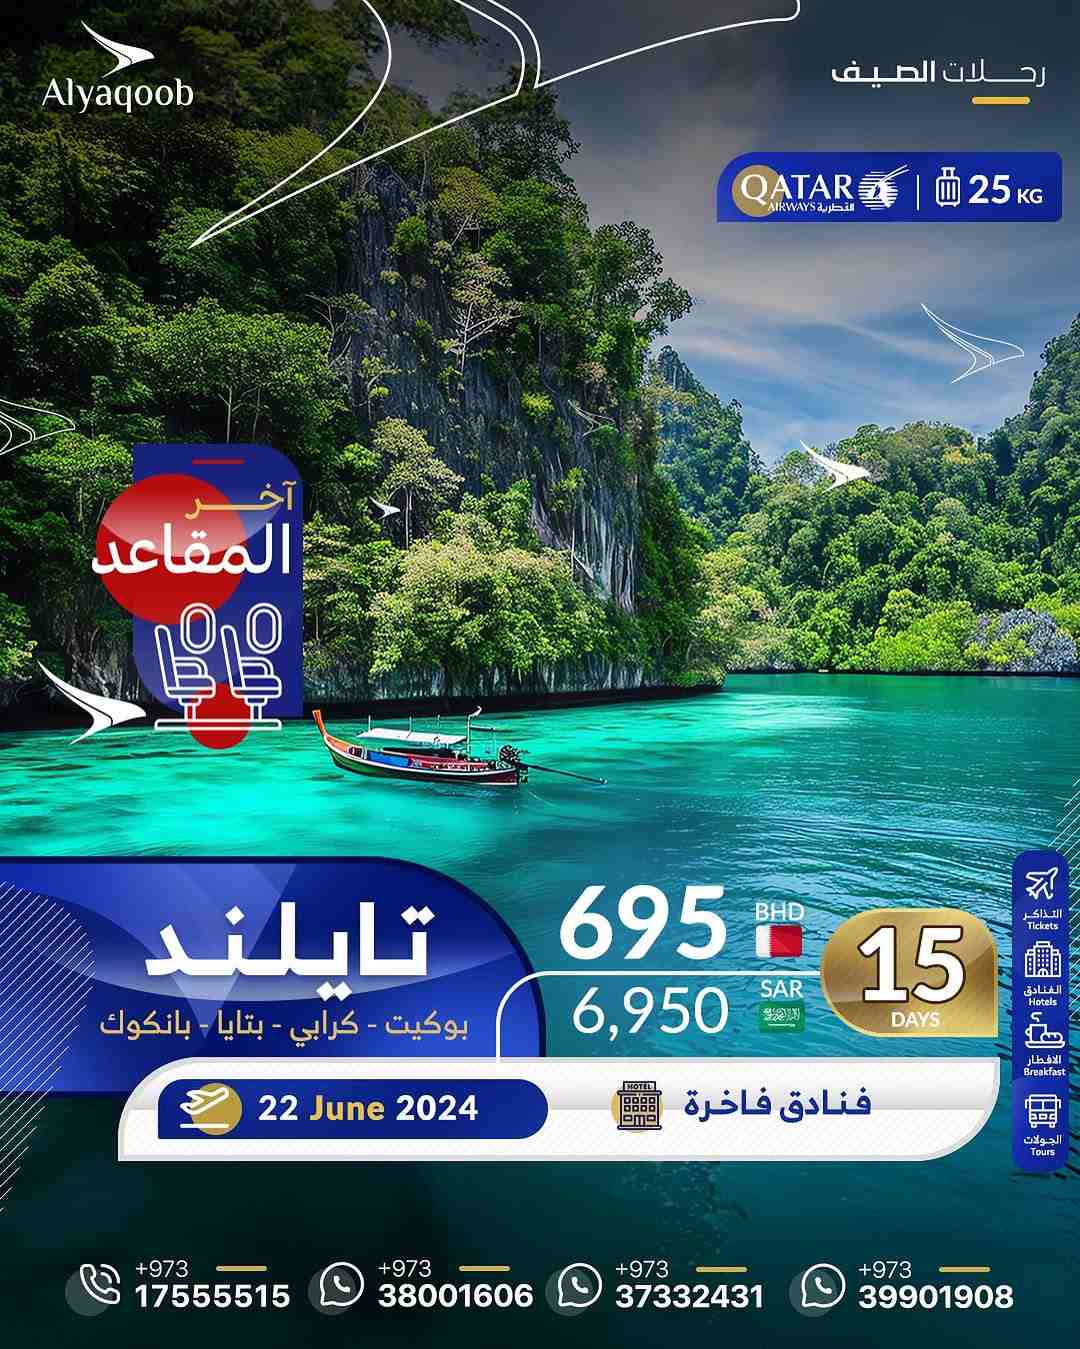 Alyaqoob
رحلات الصيف
QATAR
AIRWAYS القطرية
25 KG
آخر
المقاعد
تايلند
بوكيت - كرابي - بتايا - بانكوك
695 BHD
6,950 SAR
15
DAYS
22 June 2024
HOTEL
فنادق فاخرة
التذاكر
Tickets
الفنادق
Hotels
الافطار
Breakfast
الجولات
Tours
+973
17555515
+973
38001606
+973
37332431
+973
39901908